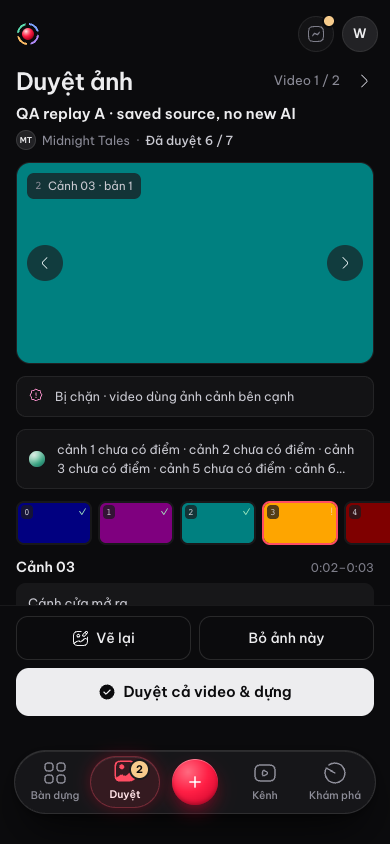 W
Duyệt ảnh
Video 1 / 2
QA replay A · saved source, no new AI
MT Midnight Tales · Đã duyệt 6 / 7
2 Cảnh 03 · bản 1
Bị chặn · video dùng ảnh cảnh bên cạnh
cảnh 1 chưa có điểm · cảnh 2 chưa có điểm · cảnh
3 chưa có điểm · cảnh 5 chưa có điểm · cảnh 6...
0 1 2 3 4
Cảnh 03
0:02–0:03
Cánh cửa mở ra
Vẽ lại
Bỏ ảnh này
Duyệt cả video & dựng
2
Bàn dựng
Duyệt
Kênh
Khám phá